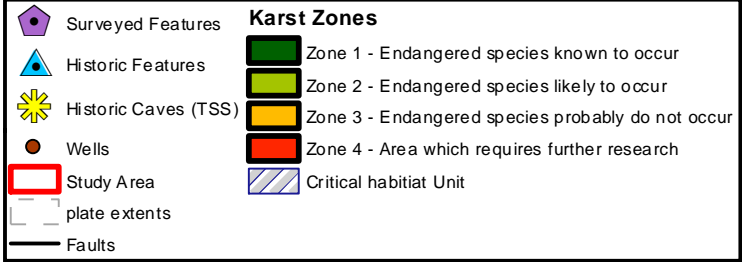 Surveyed Features
Historic Features
Historic Caves (TSS)
Wells
Study Area
plate extents
Faults
Karst Zones
Zone 1 - Endangered species known to occur
Zone 2 - Endangered species likely to occur
Zone 3 - Endangered species probably do not occur
Zone 4 - Area which requires further research
Critical habitiat Unit